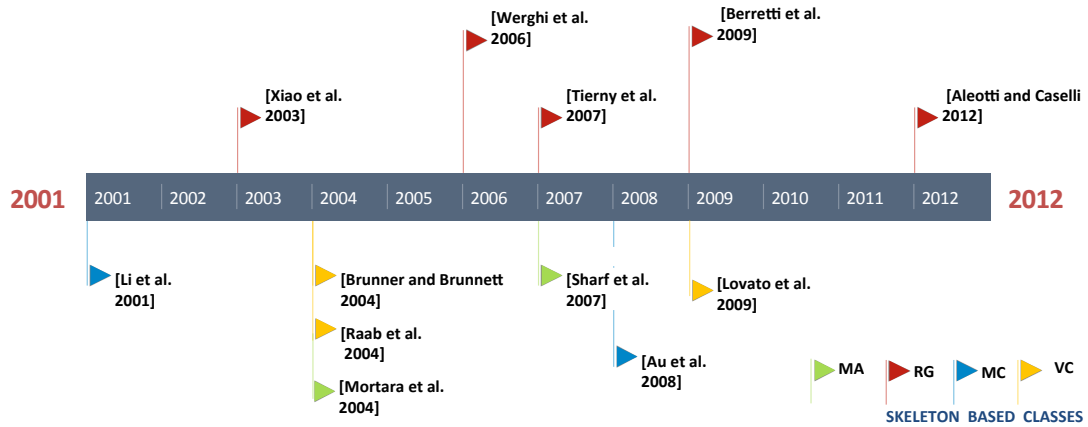 [Werghi et al.
2006]
[Berretti et al.
2009]
[Xiao et al.
2003]
[Tierny et al.
2007]
[Aleotti and Caselli
2012]
2001
2001 2002 2003 2004 2005 2006 2007 2008 2009 2010 2011 2012
2012
[Li et al.
2001]
[Brunner and Brunnett
2004]
[Sharf et al.
2007]
[Lovato et al.
2009]
[Raab et al.
2004]
[Au et al.
2008]
[Mortara et al.
2004]
MA RG MC VC
SKELETON BASED CLASSES